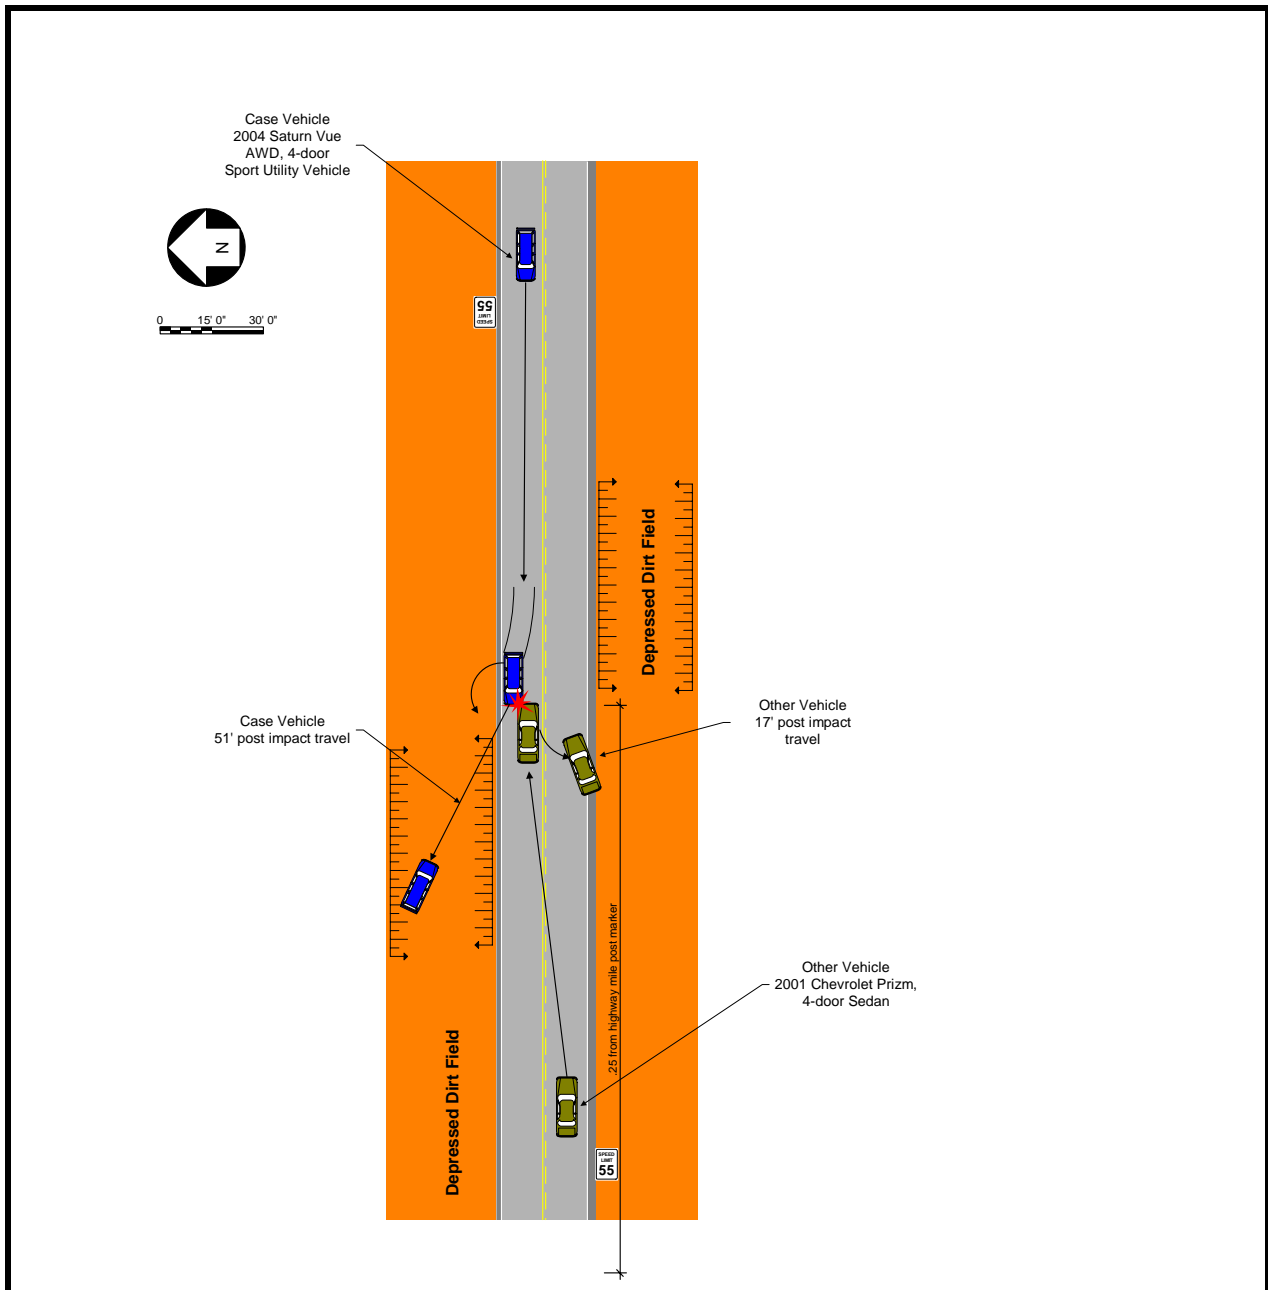 Case Vehicle
2004 Saturn Vue
AWD, 4-door
Sport Utility Vehicle
N
0 15' 0" 30' 0"
SPEED
LIMIT
55
Depressed Dirt Field
Case Vehicle
51' post impact travel
Other Vehicle
17' post impact
travel
.25 from highway mile post marker
Other Vehicle
2001 Chevrolet Prizm,
4-door Sedan
Depressed Dirt Field
SPEED
LIMIT
55